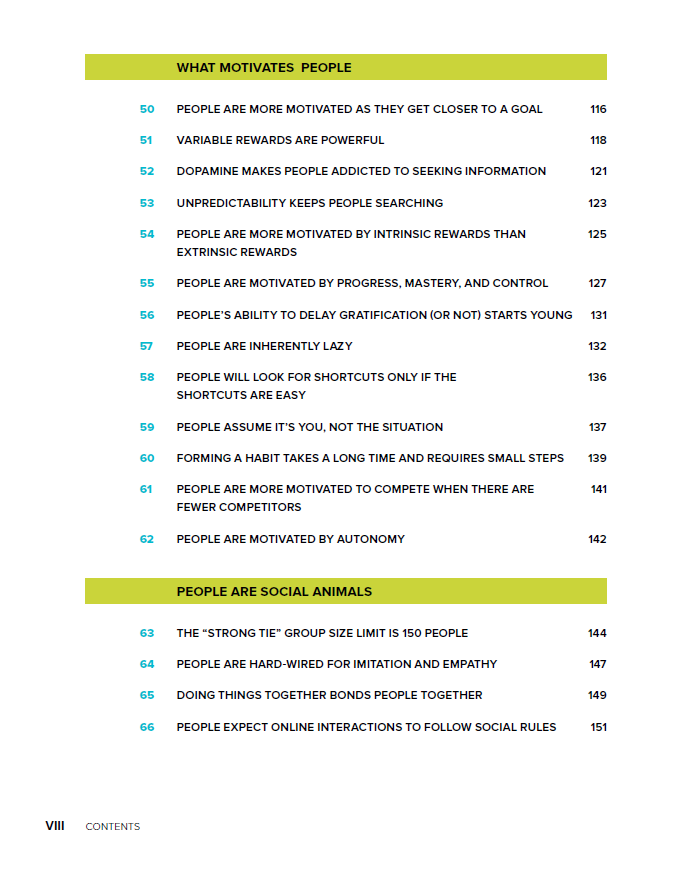 WHAT MOTIVATES PEOPLE
50 PEOPLE ARE MORE MOTIVATED AS THEY GET CLOSER TO A GOAL 116
51 VARIABLE REWARDS ARE POWERFUL 118
52 DOPAMINE MAKES PEOPLE ADDICTED TO SEEKING INFORMATION 121
53 UNPREDICTABILITY KEEPS PEOPLE SEARCHING 123
54 PEOPLE ARE MORE MOTIVATED BY INTRINSIC REWARDS THAN 125
EXTRINSIC REWARDS
55 PEOPLE ARE MOTIVATED BY PROGRESS, MASTERY, AND CONTROL 127
56 PEOPLE’S ABILITY TO DELAY GRATIFICATION (OR NOT) STARTS YOUNG 131
57 PEOPLE ARE INHERENTLY LAZY 132
58 PEOPLE WILL LOOK FOR SHORTCUTS ONLY IF THE 136
SHORTCUTS ARE EASY
59 PEOPLE ASSUME IT’S YOU, NOT THE SITUATION 137
60 FORMING A HABIT TAKES A LONG TIME AND REQUIRES SMALL STEPS 139
61 PEOPLE ARE MORE MOTIVATED TO COMPETE WHEN THERE ARE 141
FEWER COMPETITORS
62 PEOPLE ARE MOTIVATED BY AUTONOMY 142
PEOPLE ARE SOCIAL ANIMALS
63 THE “STRONG TIE” GROUP SIZE LIMIT IS 150 PEOPLE 144
64 PEOPLE ARE HARD-WIRED FOR IMITATION AND EMPATHY 147
65 DOING THINGS TOGETHER BONDS PEOPLE TOGETHER 149
66 PEOPLE EXPECT ONLINE INTERACTIONS TO FOLLOW SOCIAL RULES 151
VIII CONTENTS